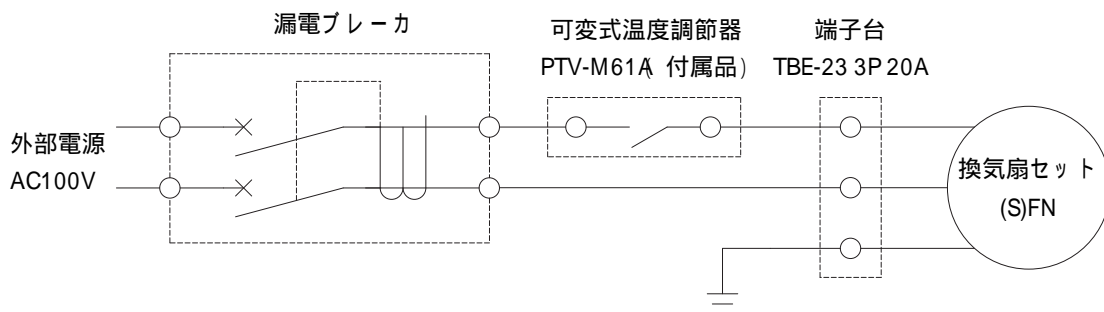 漏電ブレーカ
可変式温度調節器
PTV-M61A(付属品)
端子台
TBE-23 3P 20A
外部電源
AC100V
換気扇セット
(S)FN